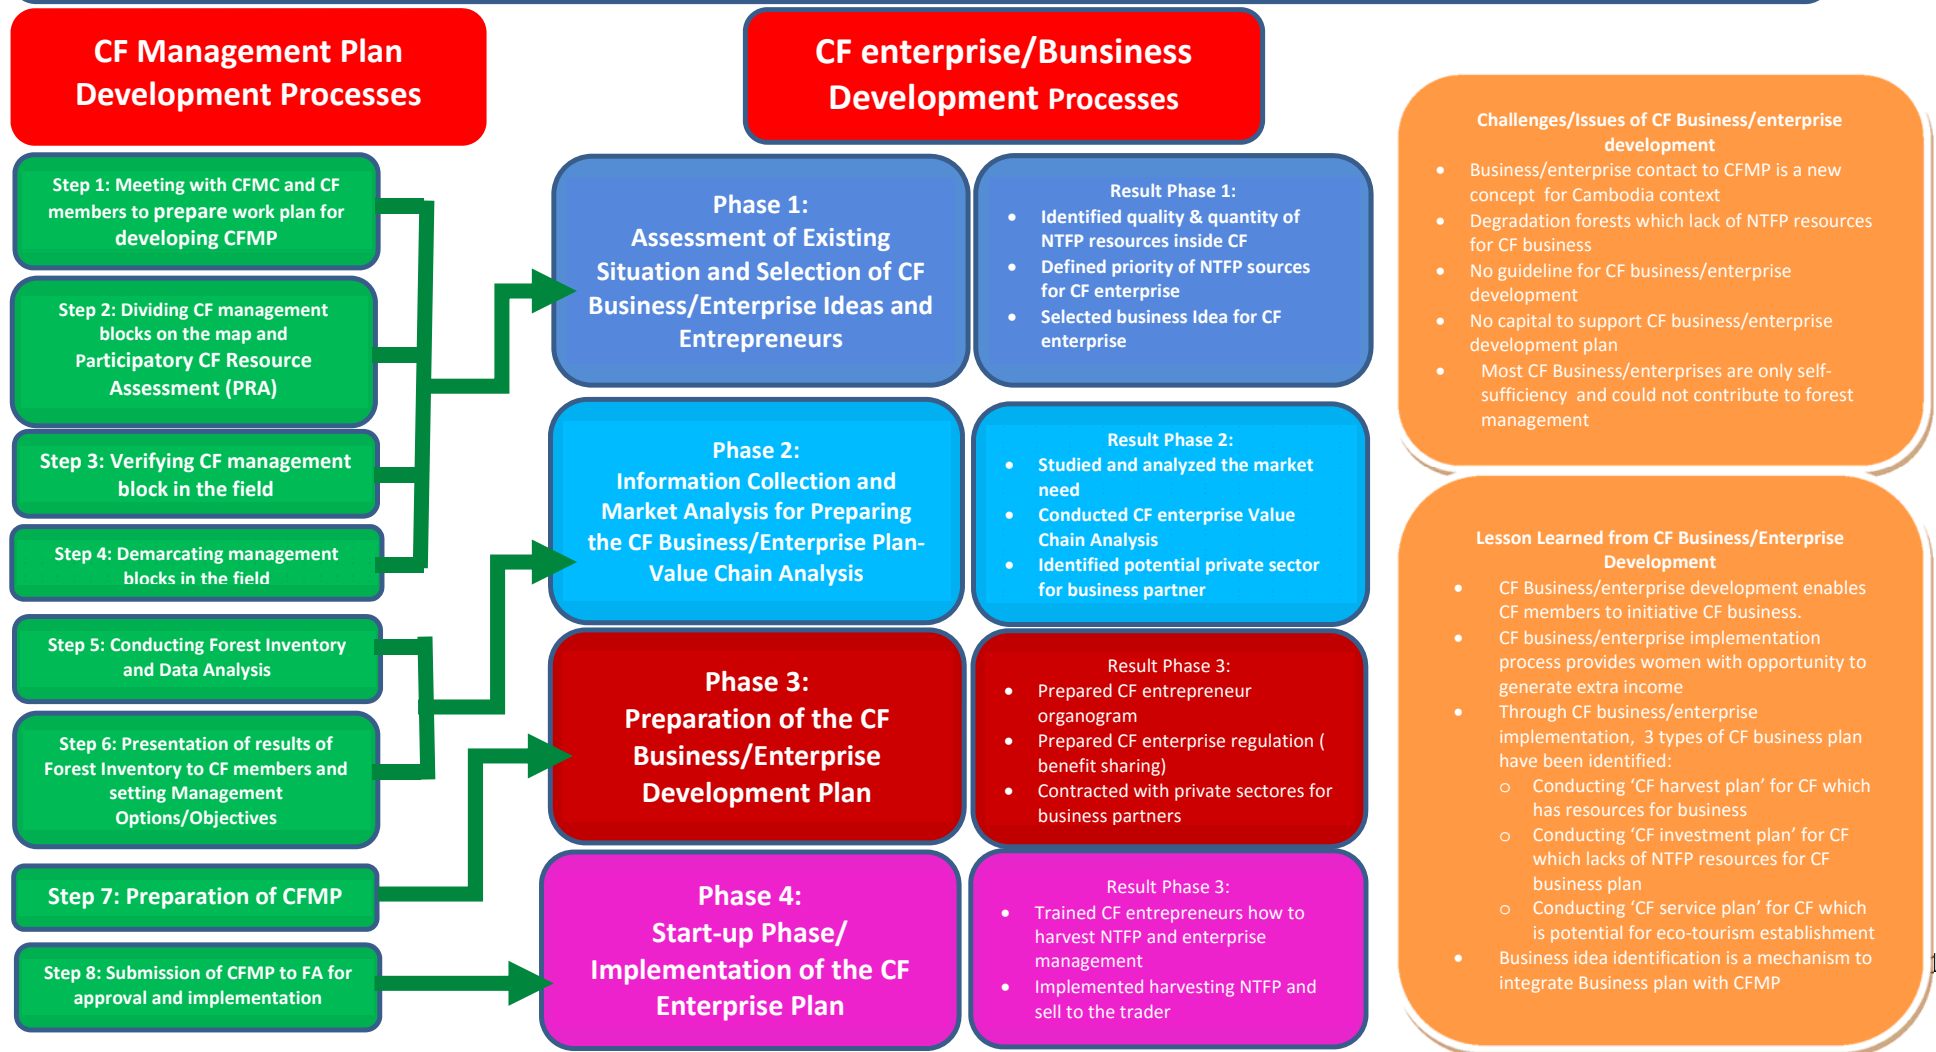 CF Management Plan
Development Processes
CF enterprise/Bunsiness
Development Processes
Step 1: Meeting with CFMC and CF
members to prepare work plan for
developing CFMP
Step 2: Dividing CF management
blocks on the map and
Participatory CF Resource
Assessment (PRA)
Step 3: Verifying CF management
block in the field
Step 4: Demarcating management
blocks in the field
Step 5: Conducting Forest Inventory
and Data Analysis
Step 6: Presentation of results of
Forest Inventory to CF members and
setting Management
Options/Objectives
Step 7: Preparation of CFMP
Step 8: Submission of CFMP to FA for
approval and implementation
Phase 1:
Assessment of Existing
Situation and Selection of CF
Business/Enterprise Ideas and
Entrepreneurs
Result Phase 1:
• Identified quality & quantity of
NTFP resources inside CF
• Defined priority of NTFP sources
for CF enterprise
• Selected business Idea for CF
enterprise
Phase 2:
Information Collection and
Market Analysis for Preparing
the CF Business/Enterprise Plan-
Value Chain Analysis
Result Phase 2:
• Studied and analyzed the market
need
• Conducted CF enterprise Value
Chain Analysis
• Identified potential private sector
for business partner
Phase 3:
Preparation of the CF
Business/Enterprise
Development Plan
Result Phase 3:
• Prepared CF entrepreneur
organogram
• Prepared CF enterprise regulation (
benefit sharing)
• Contracted with private sectores for
business partners
Phase 4:
Start-up Phase/
Implementation of the CF
Enterprise Plan
Result Phase 3:
• Trained CF entrepreneurs how to
harvest NTFP and enterprise
management
• Implemented harvesting NTFP and
sell to the trader
Challenges/Issues of CF Business/enterprise
development
• Business/enterprise contact to CFMP is a new
concept for Cambodia context
• Degradation forests which lack of NTFP resources
for CF business
• No guideline for CF business/enterprise
development
• No capital to support CF business/enterprise
development plan
• Most CF Business/enterprises are only self-
sufficiency and could not contribute to forest
management
Lesson Learned from CF Business/Enterprise
Development
• CF Business/enterprise development enables
CF members to initiative CF business.
• CF business/enterprise implementation
process provides women with opportunity to
generate extra income
• Through CF business/enterprise
implementation, 3 types of CF business plan
have been identified:
o Conducting ‘CF harvest plan’ for CF which
has resources for business
o Conducting ‘CF investment plan’ for CF
which lacks of NTFP resources for CF
business plan
o Conducting ‘CF service plan’ for CF which
is potential for eco-tourism establishment
• Business idea identification is a mechanism to
integrate Business plan with CFMP
1